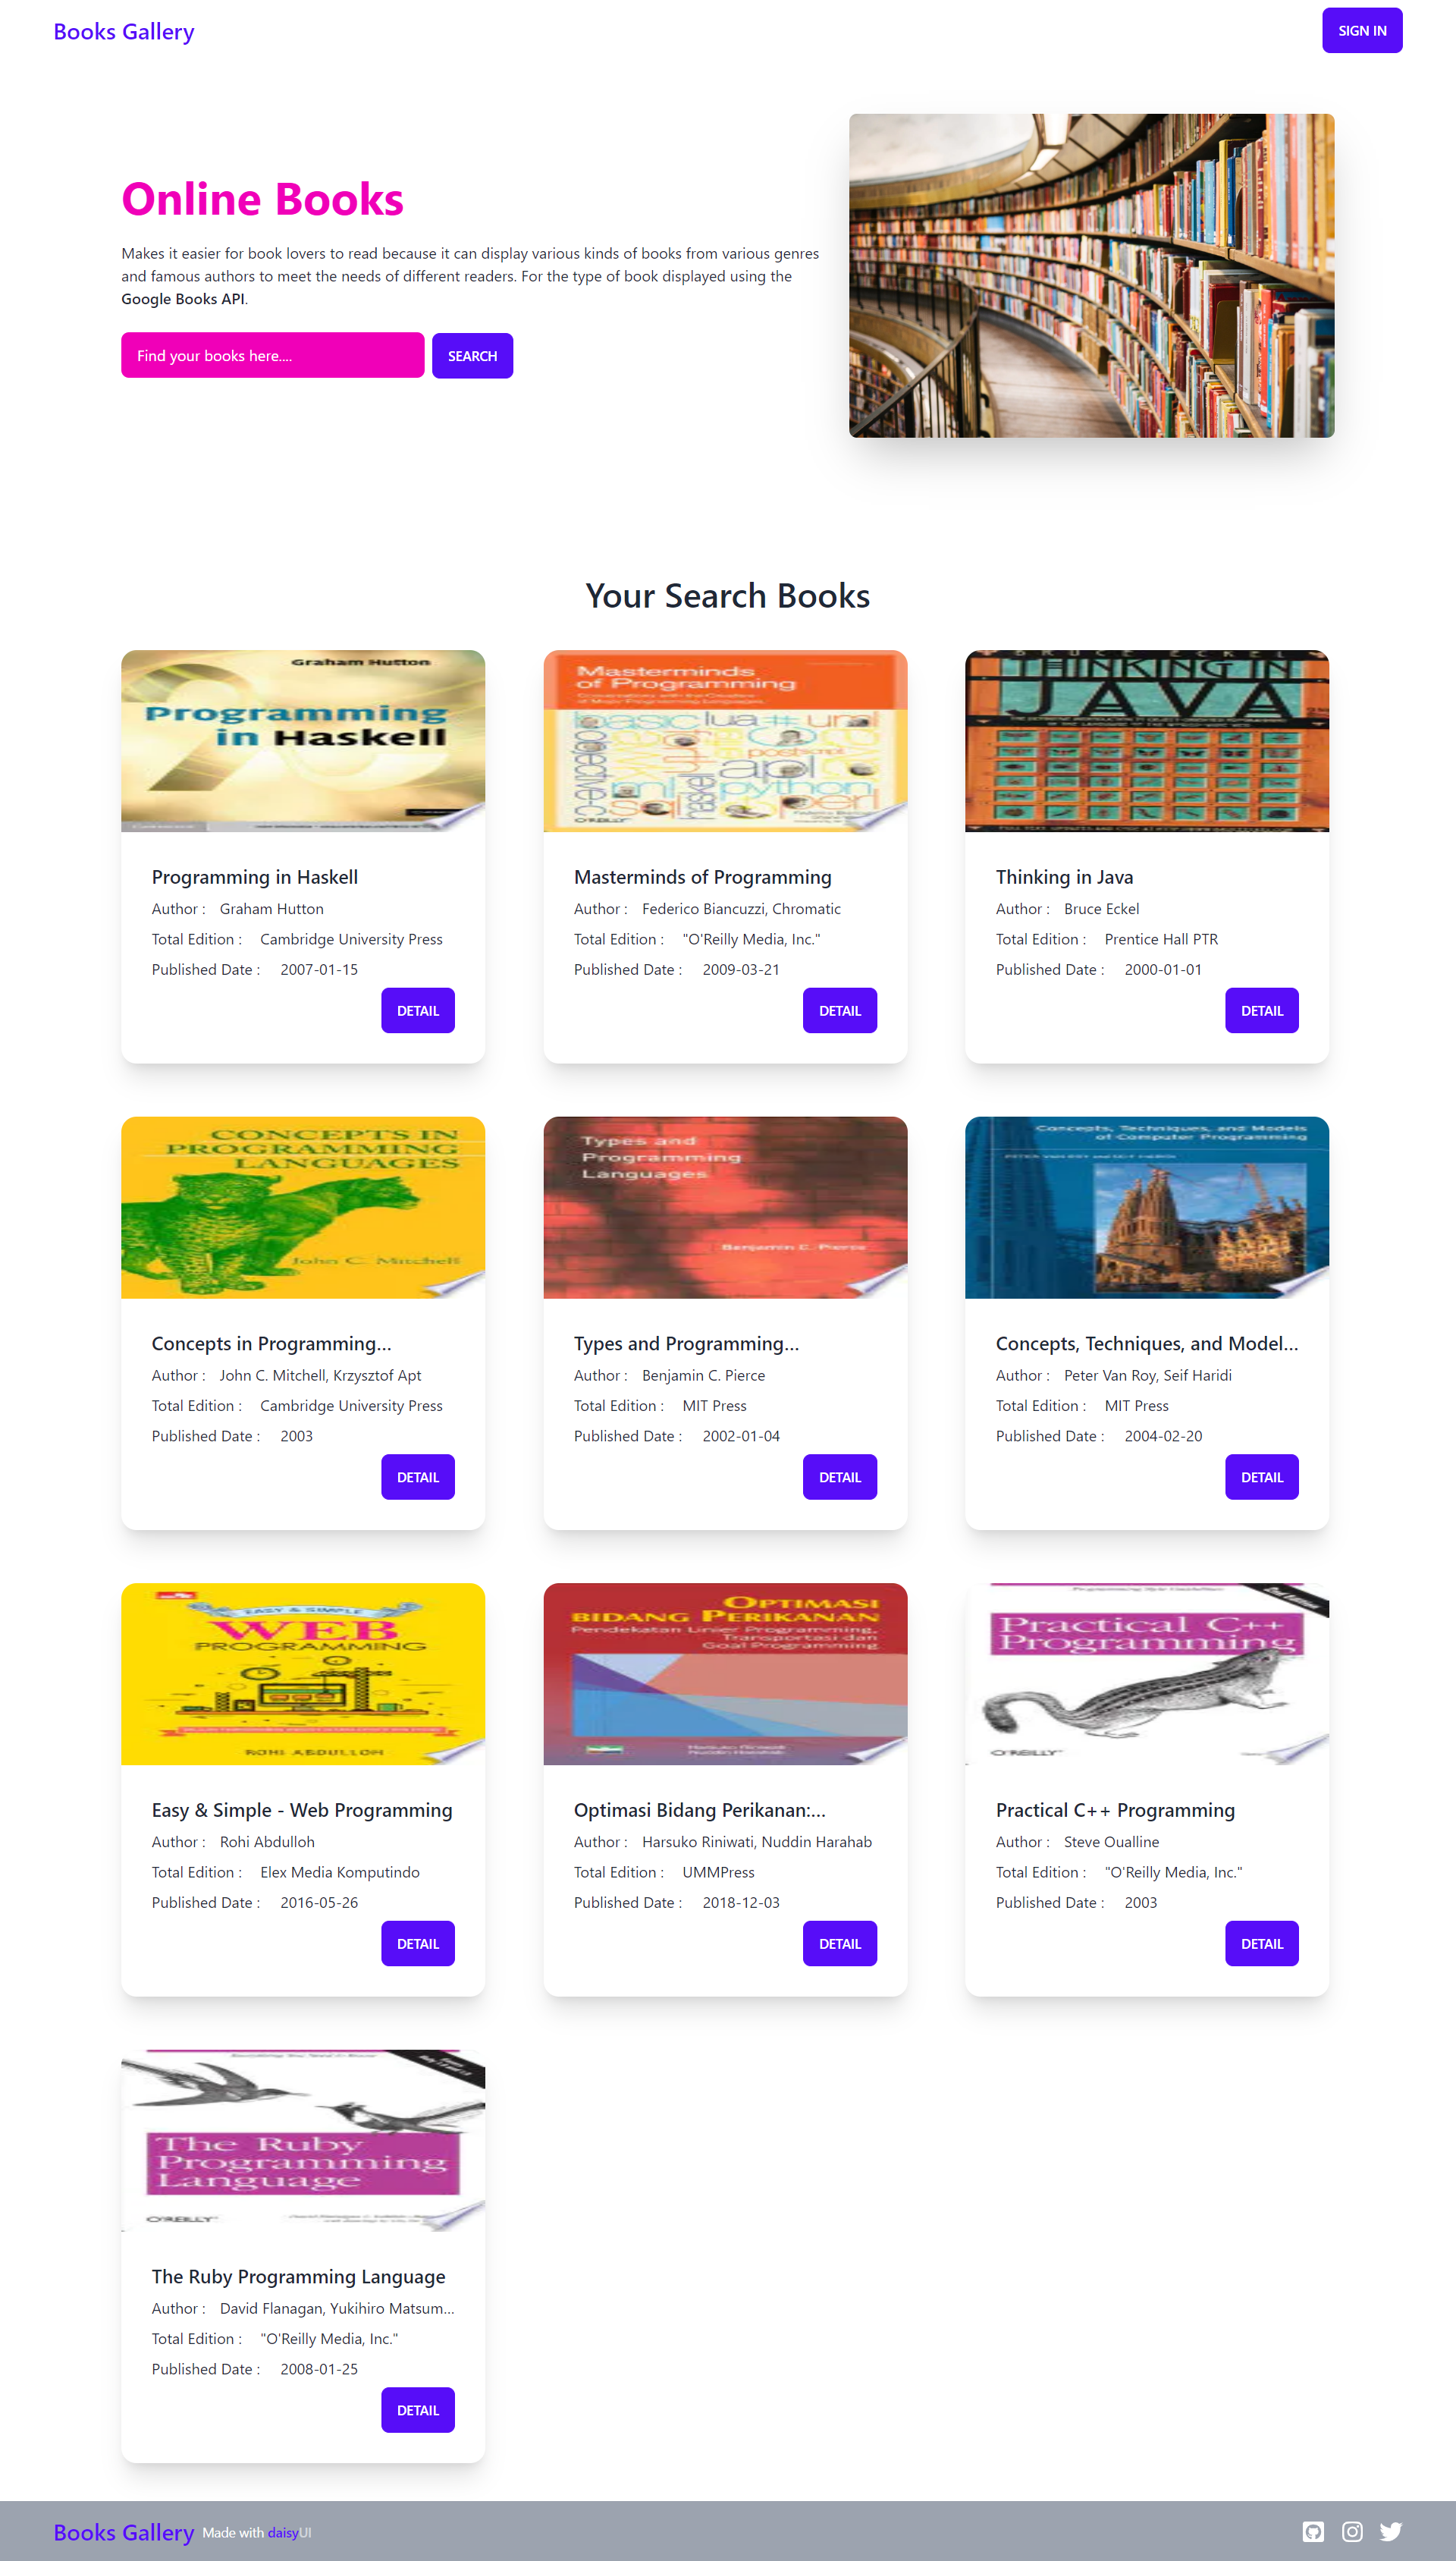 Books Gallery
SIGN IN
Online Books
Makes it easier for book lovers to read because it can display various kinds of books from various genres
and famous authors to meet the needs of different readers. For the type of book displayed using the
Google Books API.
Find your books here....
SEARCH
Your Search Books
Graham Hutton
Programming
in Haskell
Masterminds
of Programming
O'REILLY
BRUCE ECKEL
THINKING IN
JAVA
Programming in Haskell
Author : Graham Hutton
Total Edition : Cambridge University Press
Published Date : 2007-01-15
DETAIL
Masterminds of Programming
Author : Federico Biancuzzi, Chromatic
Total Edition : "O'Reilly Media, Inc."
Published Date : 2009-03-21
DETAIL
Thinking in Java
Author : Bruce Eckel
Total Edition : Prentice Hall PTR
Published Date : 2000-01-01
DETAIL
CONCEPTS IN
PROGRAMMING
LANGUAGES
John C. Mitchell
Types and
Programming
Languages
Benjamin C. Pierce
Concepts, Techniques, and Models
of Computer Programming
PETER VAN ROY AND SEIF HARIDI
Concepts in Programming...
Author : John C. Mitchell, Krzysztof Apt
Total Edition : Cambridge University Press
Published Date : 2003
DETAIL
Types and Programming...
Author : Benjamin C. Pierce
Total Edition : MIT Press
Published Date : 2002-01-04
DETAIL
Concepts, Techniques, and Model...
Author : Peter Van Roy, Seif Haridi
Total Edition : MIT Press
Published Date : 2004-02-20
DETAIL
EASY & SIMPLE
WEB
PROGRAMMING
ROHI ABDULLOH
OPTIMASI
BIDANG PERIKANAN
Pendekatan Linier Programming,
Transportasi dan
Goal Programming
Harsuko Riniwati
Nuddin Harahab
Practical C++
Programming
O'REILLY
Easy & Simple - Web Programming
Author : Rohi Abdulloh
Total Edition : Elex Media Komputindo
Published Date : 2016-05-26
DETAIL
Optimasi Bidang Perikanan:...
Author : Harsuko Riniwati, Nuddin Harahab
Total Edition : UMMPress
Published Date : 2018-12-03
DETAIL
Practical C++ Programming
Author : Steve Oualline
Total Edition : "O'Reilly Media, Inc."
Published Date : 2003
DETAIL
The Ruby
Programming
Language
O'REILLY
The Ruby Programming Language
Author : David Flanagan, Yukihiro Matsum...
Total Edition : "O'Reilly Media, Inc."
Published Date : 2008-01-25
DETAIL
Books Gallery Made with daisyUI